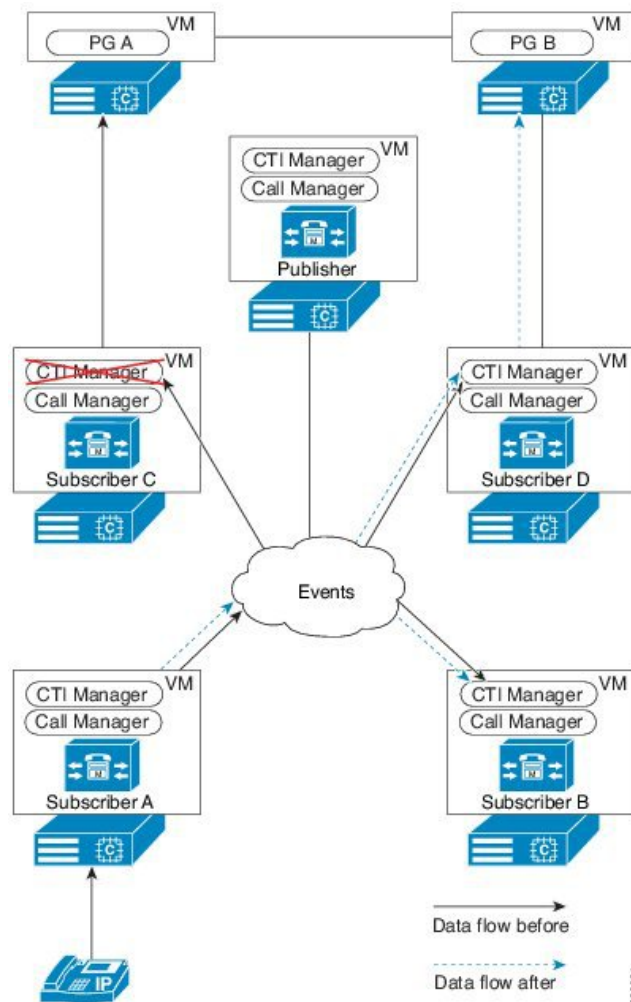 VM
PG A
VM
PG B
C
C
VM
CTI Manager
Call Manager
M
Publisher
C
VM
CTI Manager
Call Manager
M
Subscriber C
C
VM
CTI Manager
Call Manager
M
Subscriber D
C
Events
VM
CTI Manager
Call Manager
M
Subscriber A
C
VM
CTI Manager
Call Manager
M
Subscriber B
C
IP
Data flow before
Data flow after